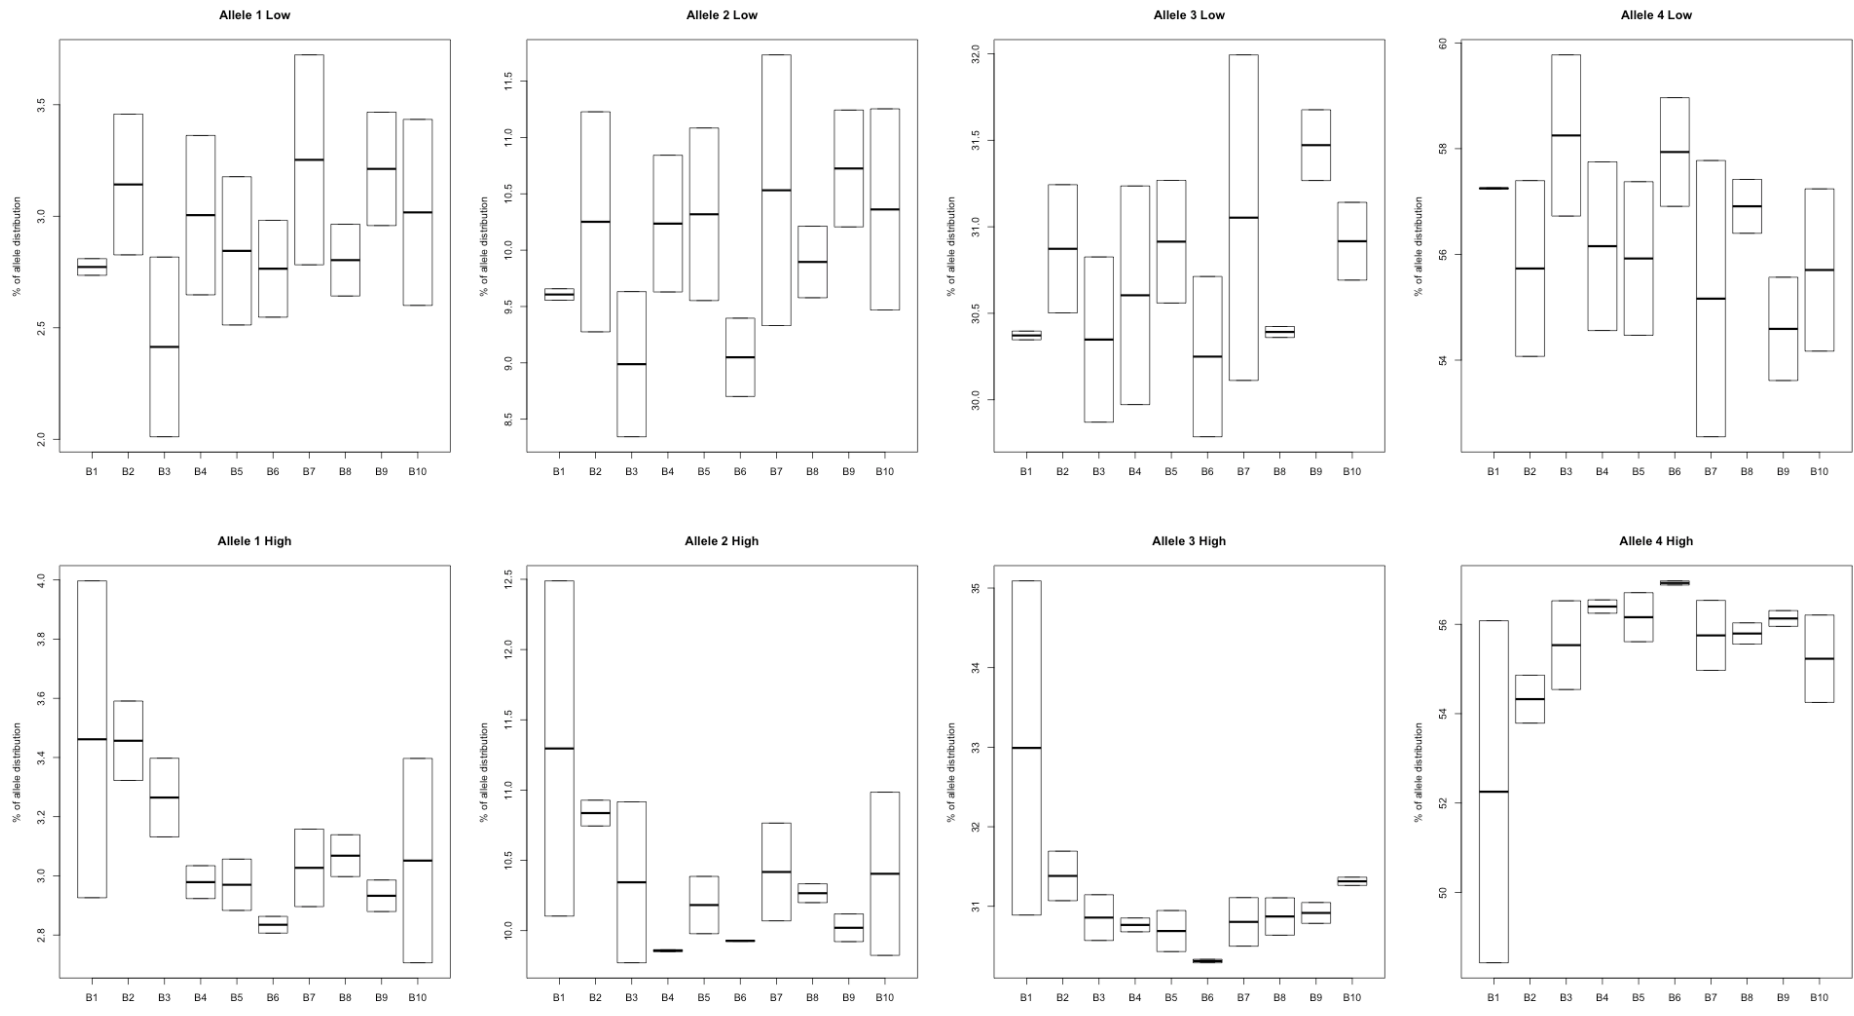 Allele 1 Low
% of allele distribution
3.5
3.0
2.5
2.0
B1 B2 B3 B4 B5 B6 B7 B8 B9 B10
Allele 2 Low
% of allele distribution
11.5
11.0
10.5
10.0
9.5
9.0
8.5
B1 B2 B3 B4 B5 B6 B7 B8 B9 B10
Allele 3 Low
% of allele distribution
32.0
31.5
31.0
30.5
30.0
B1 B2 B3 B4 B5 B6 B7 B8 B9 B10
Allele 4 Low
% of allele distribution
60
58
56
54
B1 B2 B3 B4 B5 B6 B7 B8 B9 B10
Allele 1 High
% of allele distribution
4.0
3.8
3.6
3.4
3.2
3.0
2.8
B1 B2 B3 B4 B5 B6 B7 B8 B9 B10
Allele 2 High
% of allele distribution
12.5
12.0
11.5
11.0
10.5
10.0
B1 B2 B3 B4 B5 B6 B7 B8 B9 B10
Allele 3 High
% of allele distribution
35
34
33
32
31
B1 B2 B3 B4 B5 B6 B7 B8 B9 B10
Allele 4 High
% of allele distribution
56
54
52
50
B1 B2 B3 B4 B5 B6 B7 B8 B9 B10